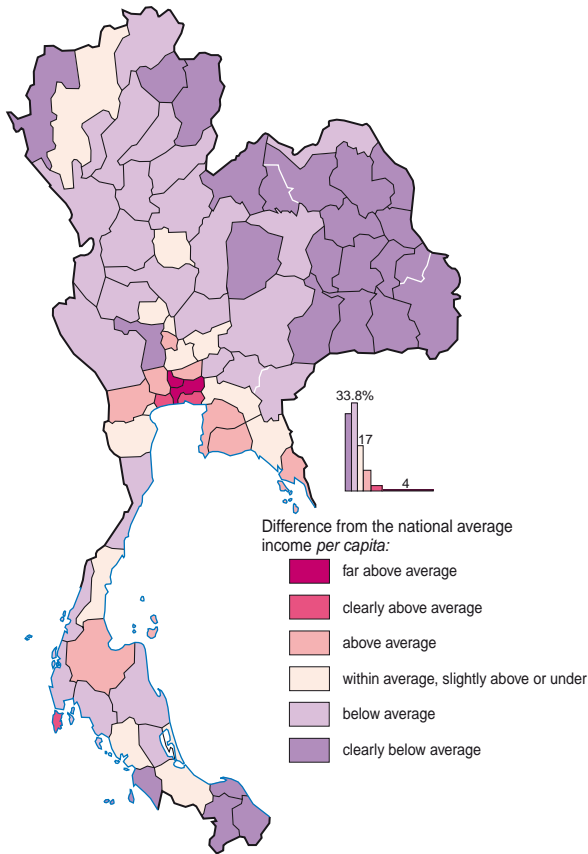 33.8%
17
4
Difference from the national average
income per capita:
far above average
clearly above average
above average
within average, slightly above or under
below average
clearly below average